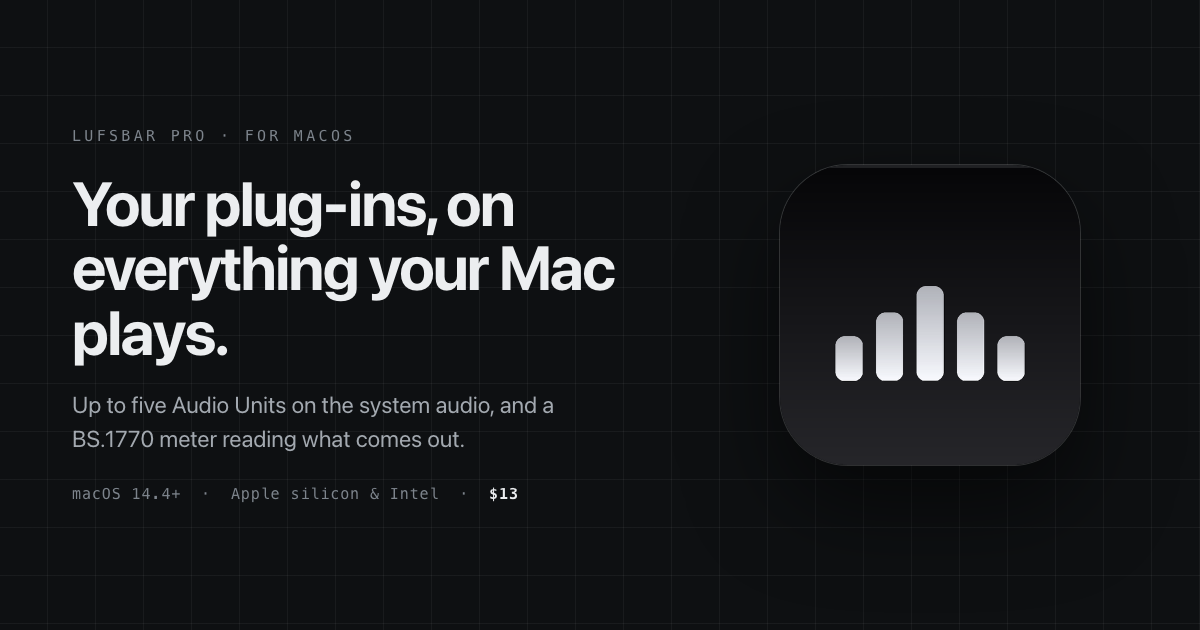 LUFSBAR PRO · FOR MACOS
Your plug-ins, on
everything your Mac
plays.
Up to five Audio Units on the system audio, and a
BS.1770 meter reading what comes out.
macOS 14.4+ · Apple silicon & Intel · $13